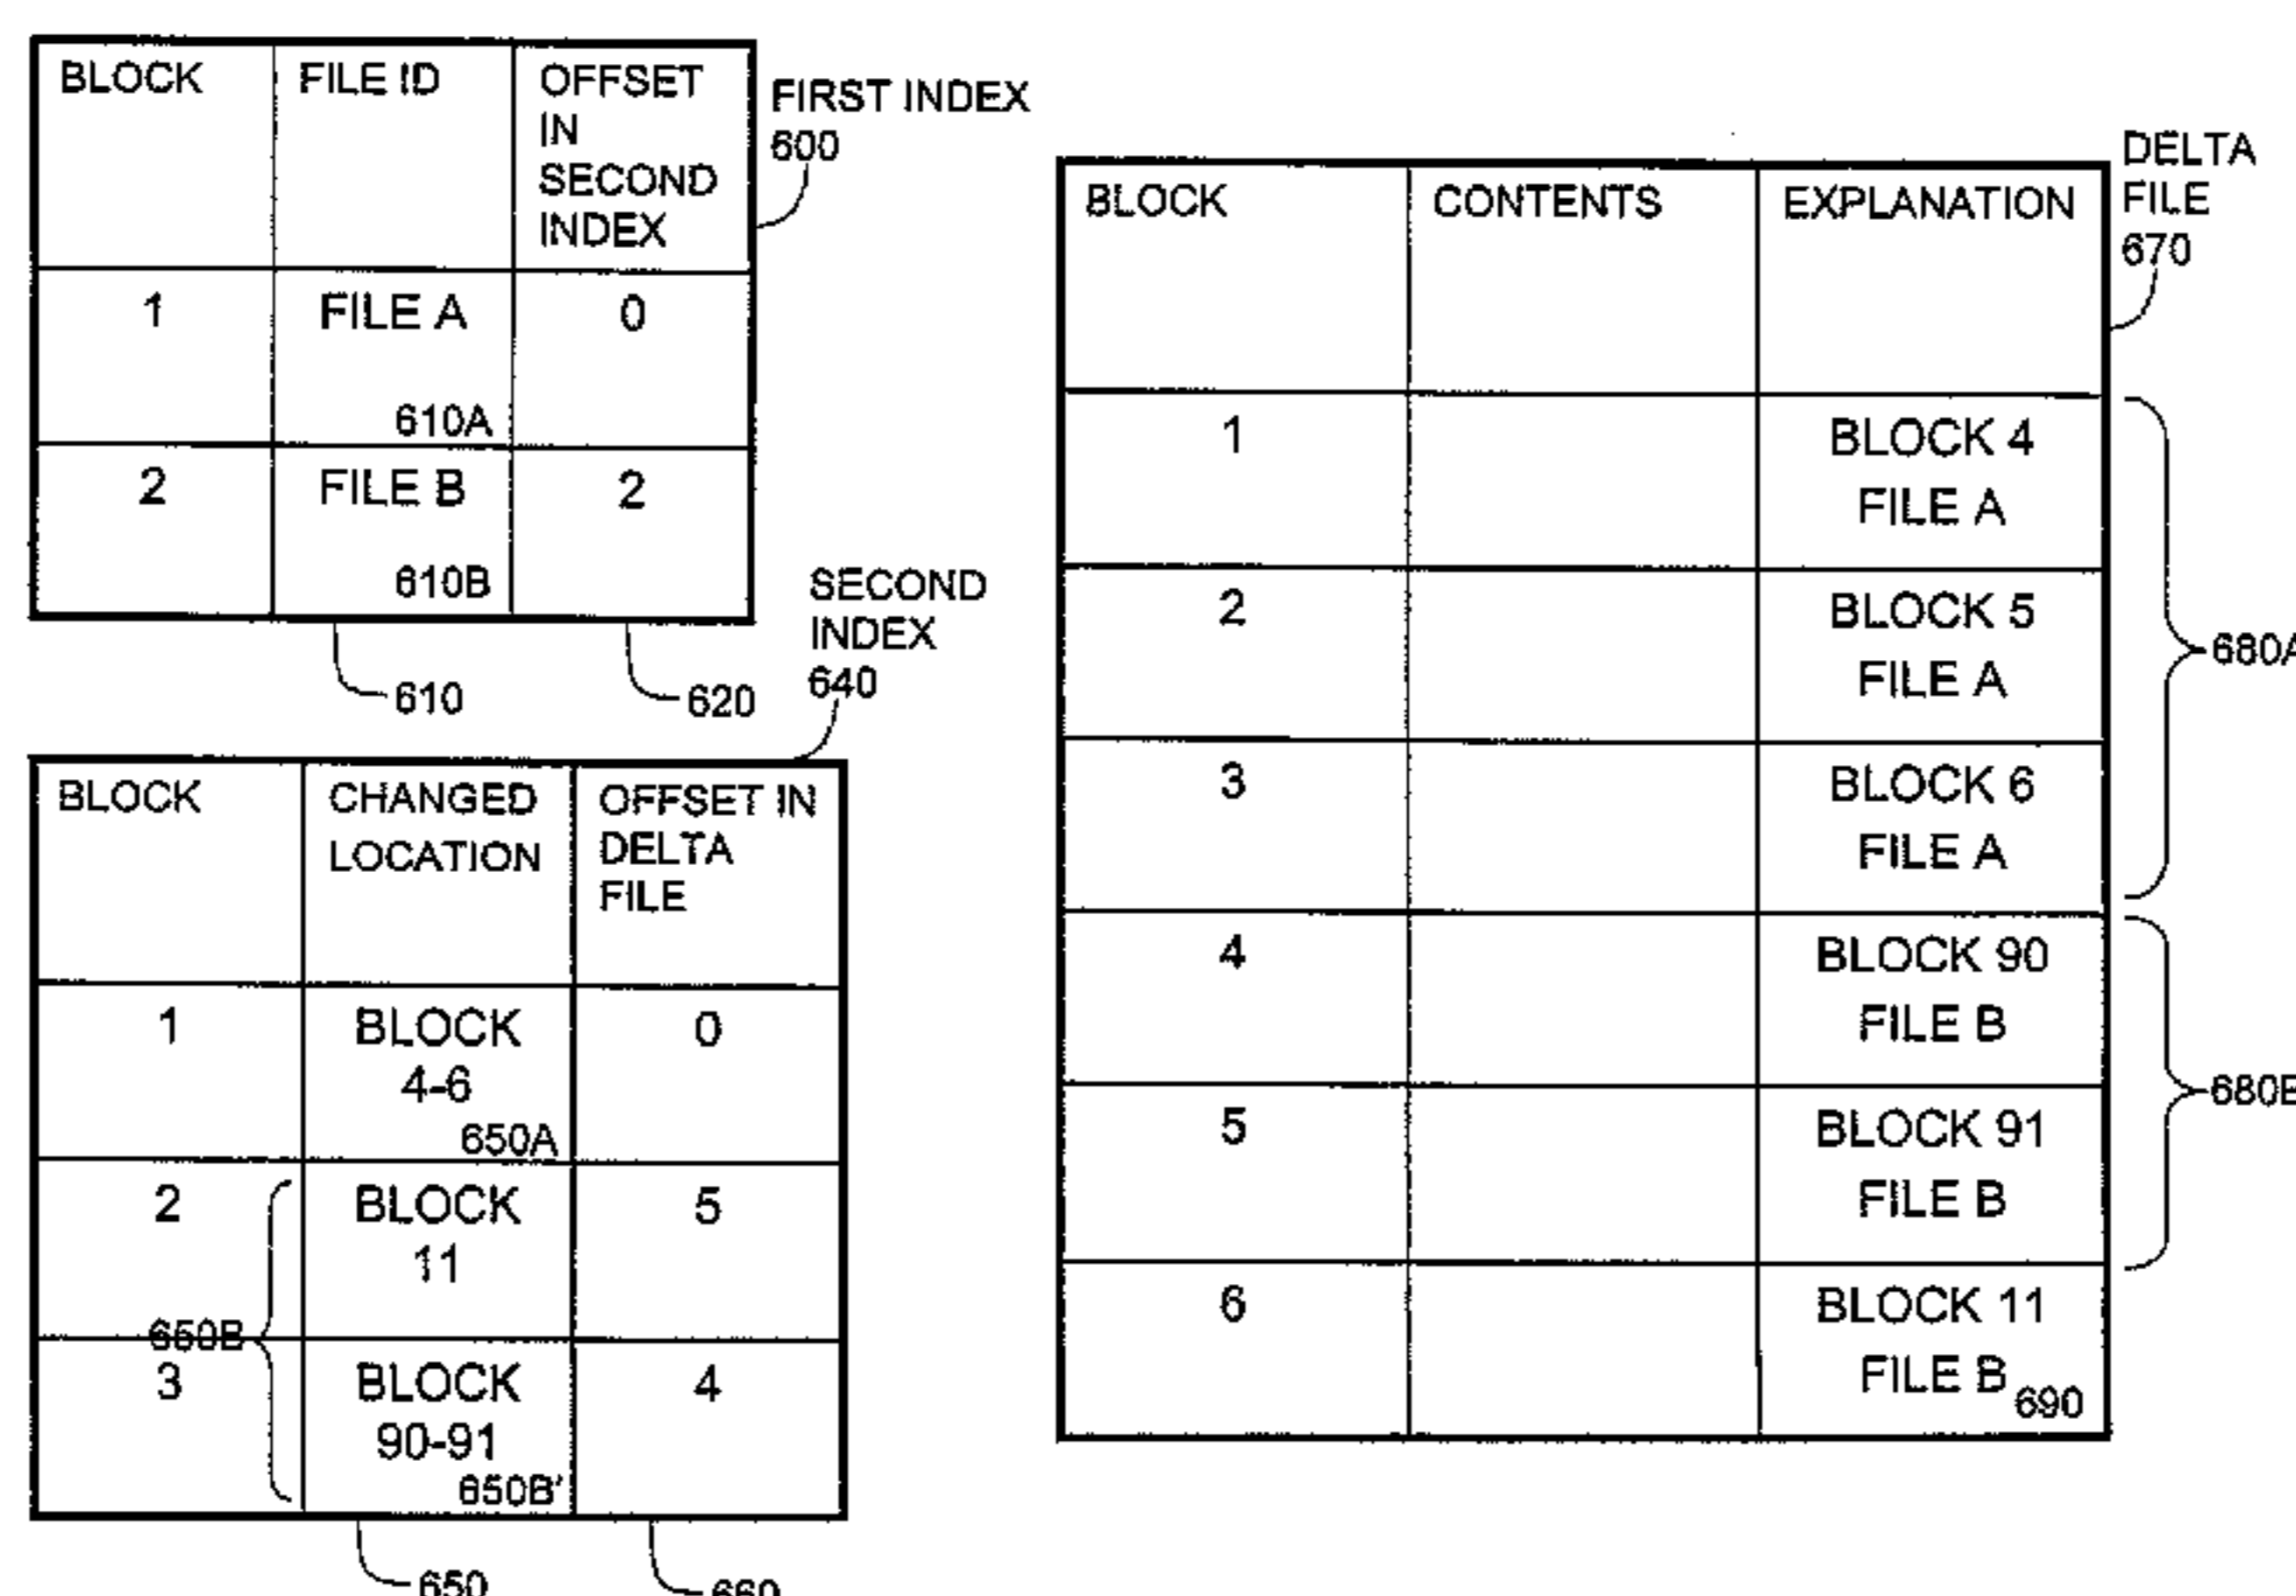 BLOCK
FILE ID
OFFSET
IN
SECOND
INDEX
1
FILE A
610A
0
2
FILE B
610B
2
FIRST INDEX
600
610
620
SECOND
INDEX
640
BLOCK
CHANGED
LOCATION
OFFSET IN
DELTA
FILE
1
BLOCK
4-6
650A
0
2
BLOCK
11
5
650B
3
BLOCK
90-91
650B'
4
650
660
DELTA
FILE
670
BLOCK
CONTENTS
EXPLANATION
1
BLOCK 4
FILE A
2
BLOCK 5
FILE A
3
BLOCK 6
FILE A
680A
4
BLOCK 90
FILE B
5
BLOCK 91
FILE B
680B
6
BLOCK 11
FILE B
690